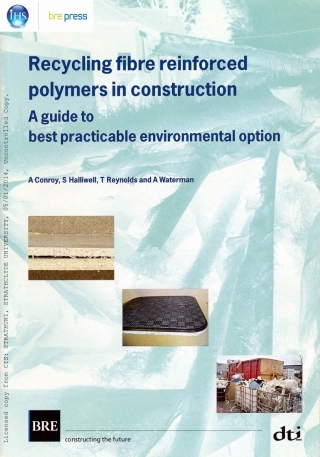 IHS
bre press
Recycling fibre reinforced
polymers in construction
A guide to
best practicable environmental option
A Conroy, S Halliwell, T Reynolds and A Waterman
Licensed copy from CIS: STRATHUNI, STRATHCLYDE UNIVERSITY, 05/01/2014, Uncontrolled Copy.
BRE
constructing the future
dti